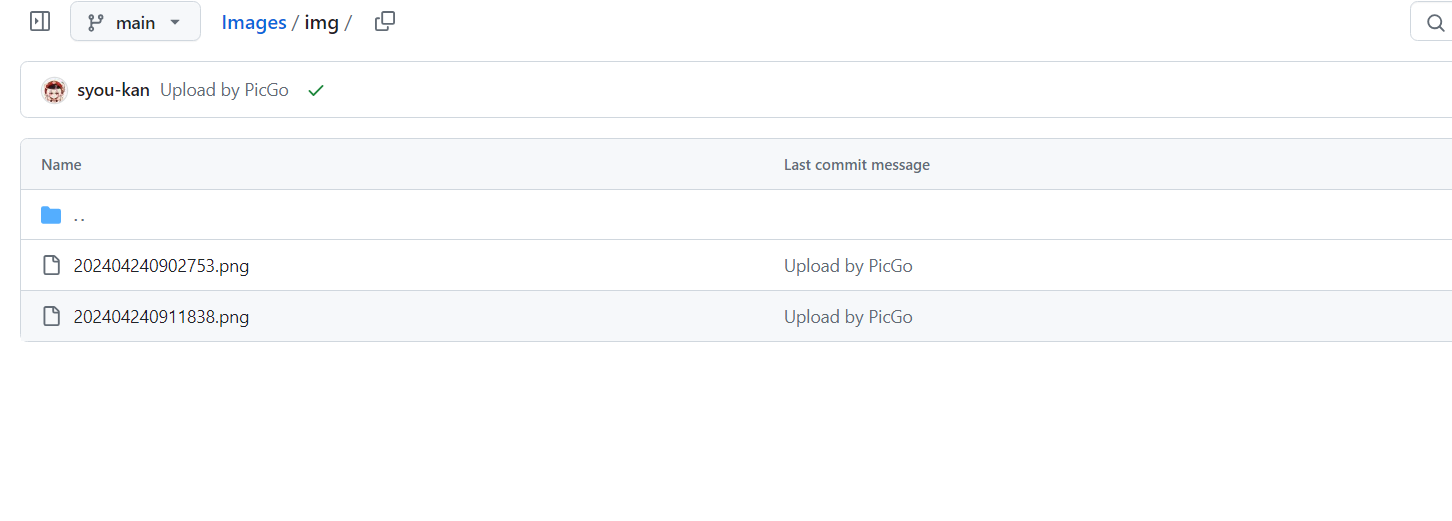 main Images / img /
syou-kan Upload by PicGo
Name Last commit message
..
202404240902753.png Upload by PicGo
202404240911838.png Upload by PicGo